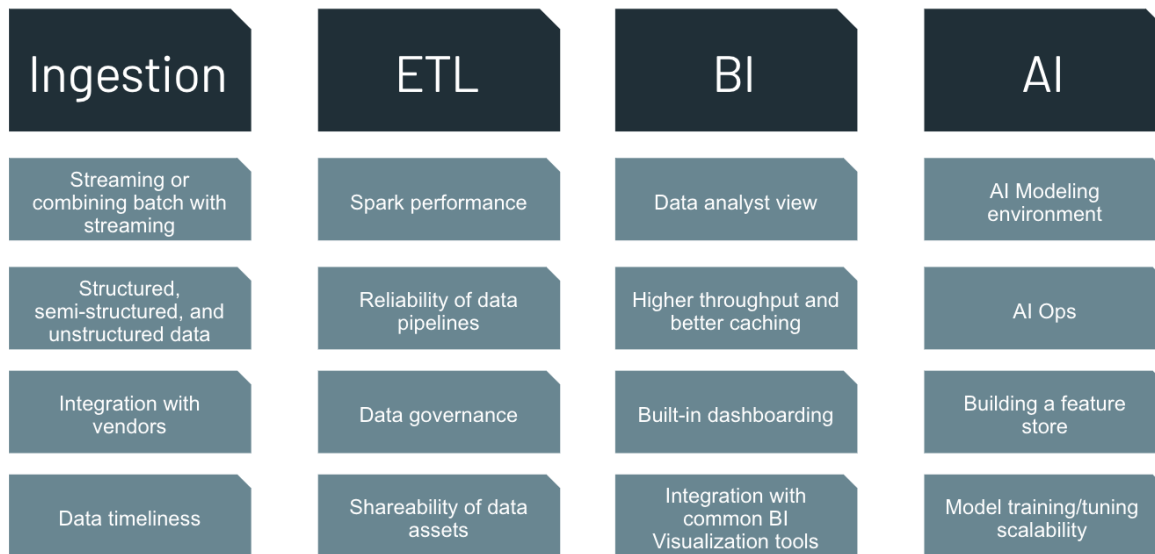 Ingestion
ETL
BI
AI
Streaming or
combining batch with
streaming
Spark performance
Data analyst view
AI Modeling
environment
Structured,
semi-structured, and
unstructured data
Reliability of data
pipelines
Higher throughput and
better caching
AI Ops
Integration with
vendors
Data governance
Built-in dashboarding
Building a feature
store
Data timeliness
Shareability of data
assets
Integration with
common BI
Visualization tools
Model training/tuning
scalability